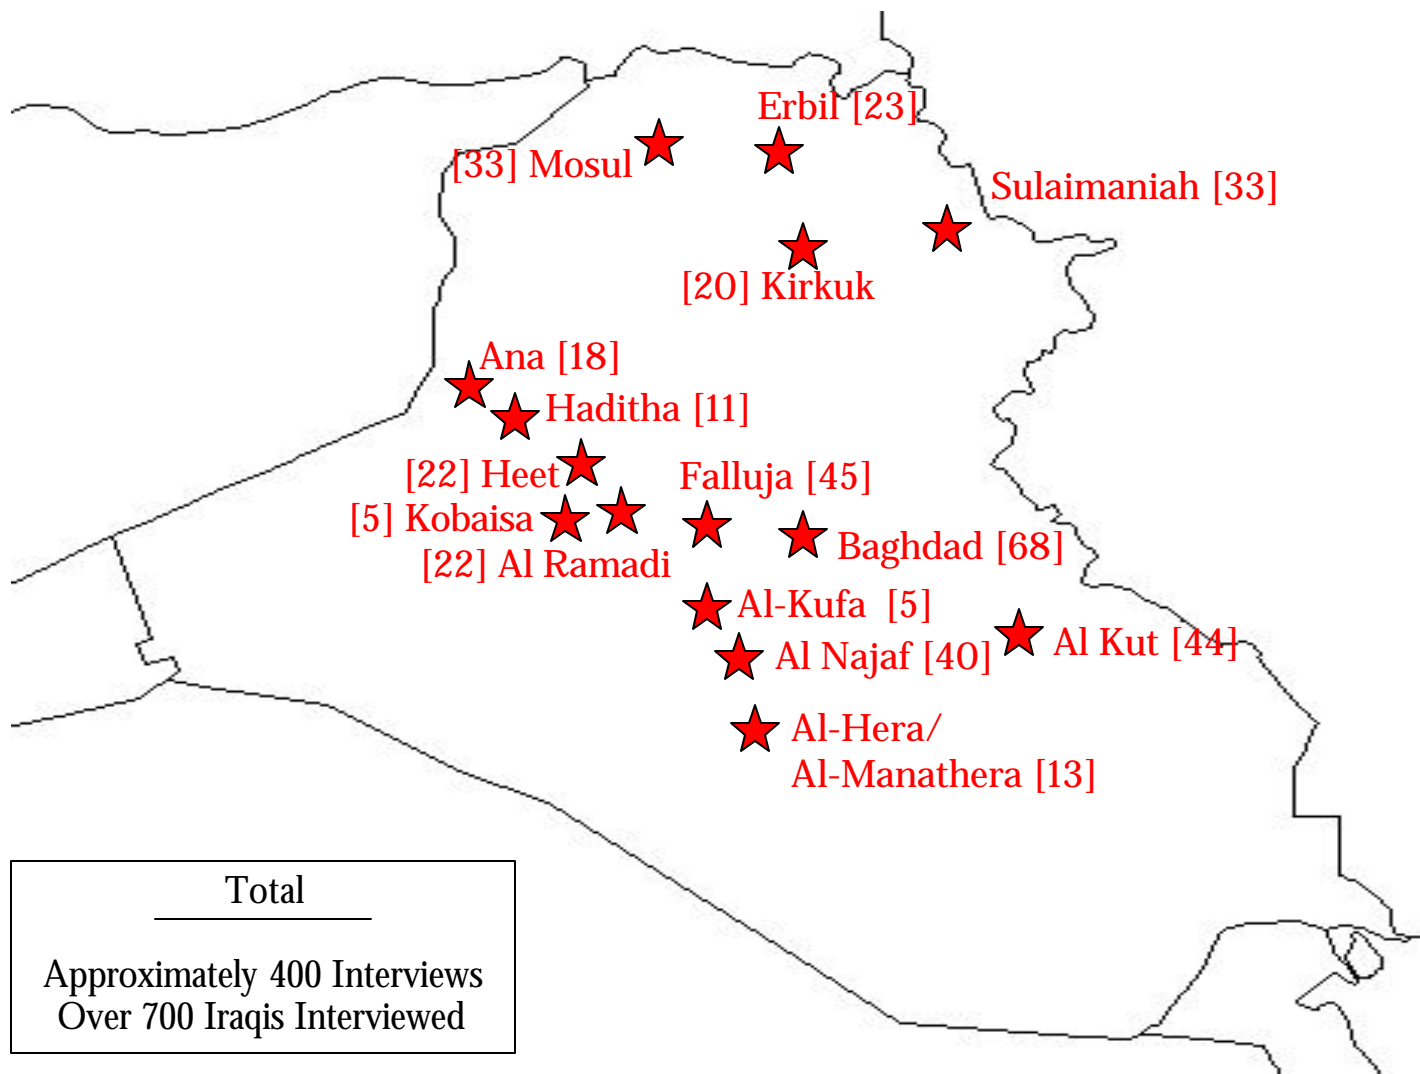 Erbil [23]
[33] Mosul
Sulaimaniah [33]
[20] Kirkuk
Ana [18]
Haditha [11]
[22] Heet
Falluja [45]
[5] Kobaisa
Baghdad [68]
[22] Al Ramadi
Al-Kufa [5]
Al Kut [44]
Al Najaf [40]
Al-Hera/
Al-Manathera [13]
Total
Approximately 400 Interviews
Over 700 Iraqis Interviewed